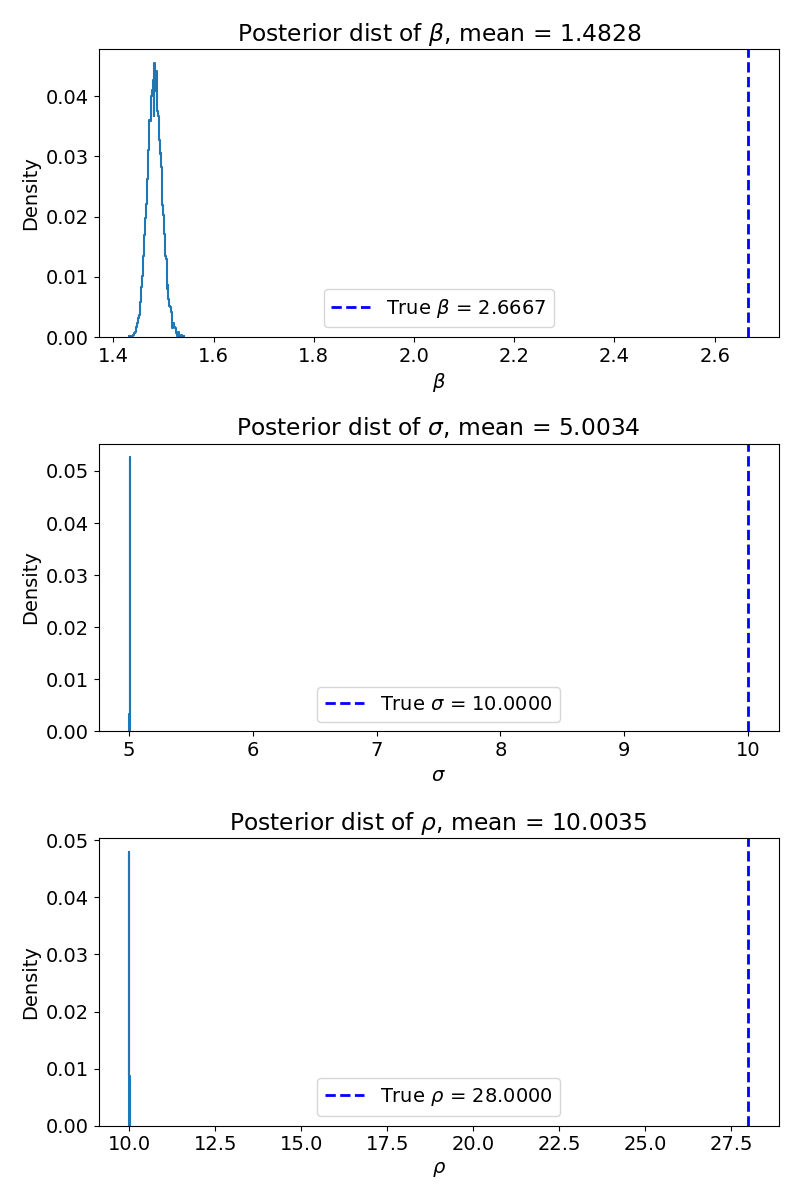 Posterior dist of β, mean = 1.4828
0.04
0.03
0.02
0.01
0.00
Density
True β = 2.6667
1.4 1.6 1.8 2.0 2.2 2.4 2.6
β
Posterior dist of σ, mean = 5.0034
0.05
0.04
0.03
0.02
0.01
0.00
Density
True σ = 10.0000
5 6 7 8 9 10
σ
Posterior dist of ρ, mean = 10.0035
0.05
0.04
0.03
0.02
0.01
0.00
Density
True ρ = 28.0000
10.0 12.5 15.0 17.5 20.0 22.5 25.0 27.5
ρ